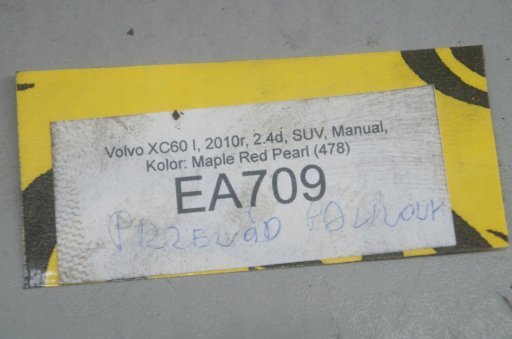 Volvo XC60 I, 2010r, 2.4d, SUV, Manual,
Kolor: Maple Red Pearl (478)
EA709
PRZEWÓD PALIWOWY